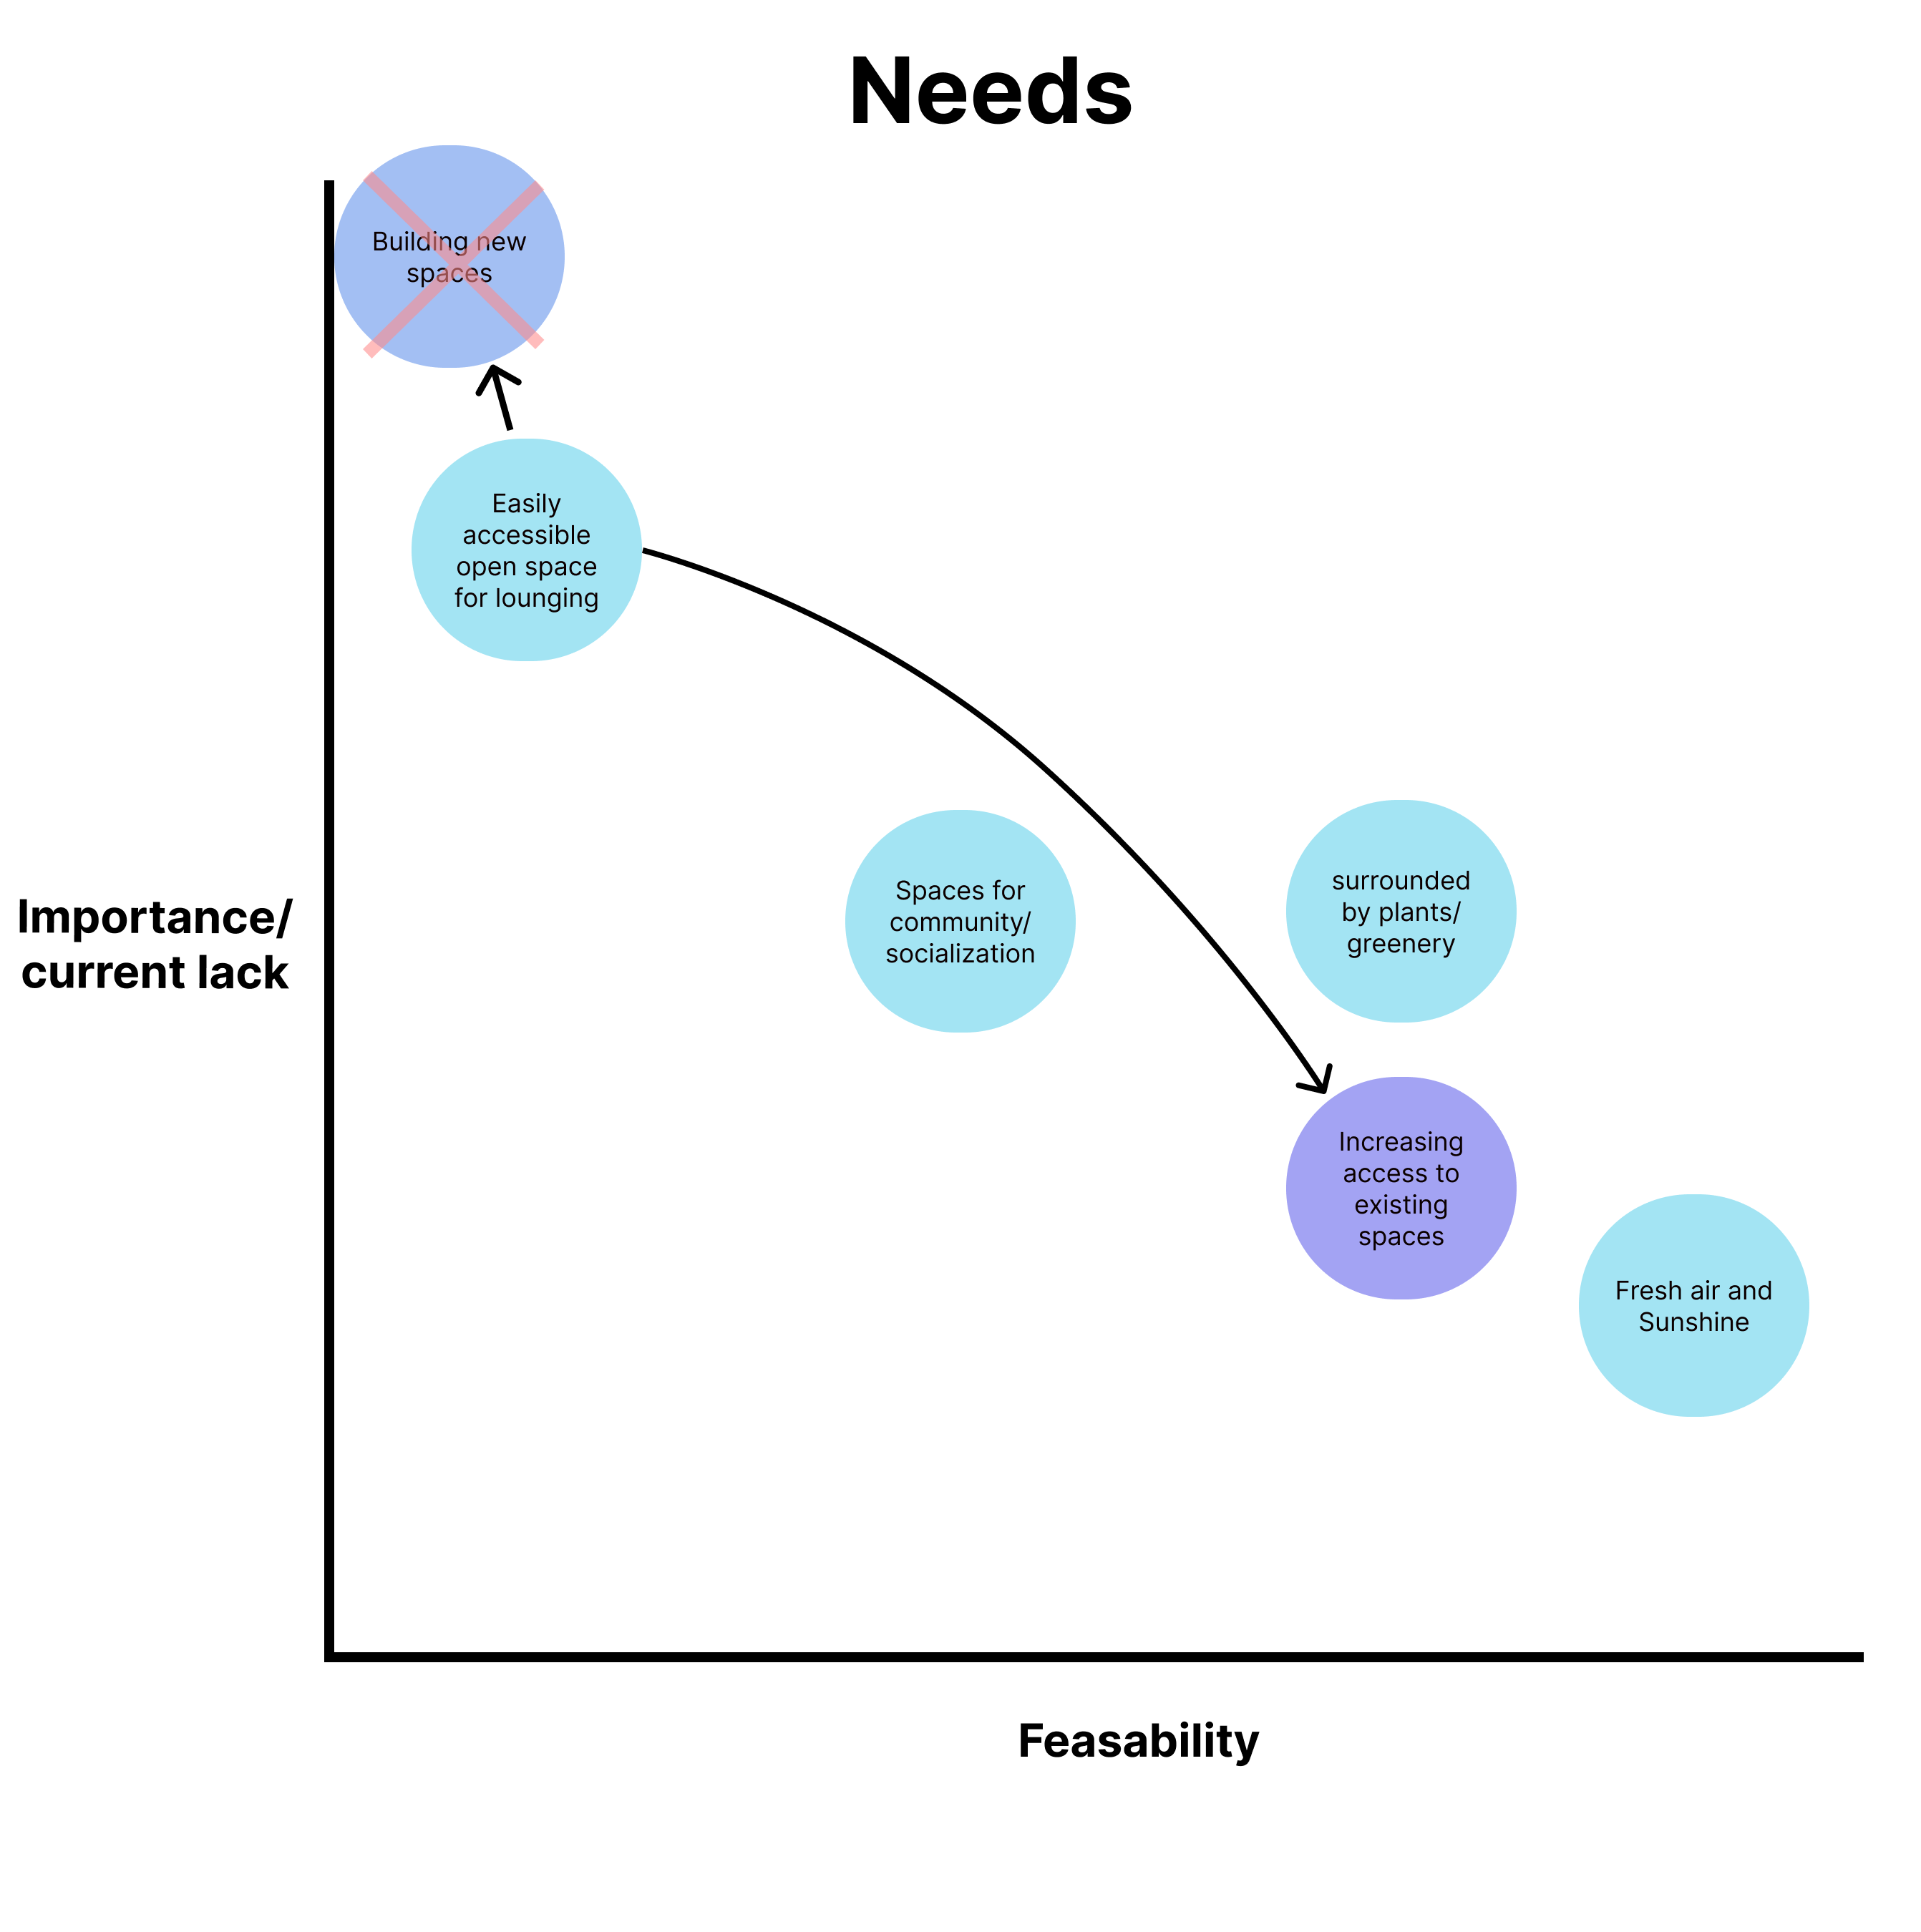 Needs
Building new
spaces
Easily
accessible
open space
for lounging
Importance/
current lack
Spaces for
community/
socialization
surrounded
by plants/
greenery
Increasing
access to
existing
spaces
Fresh air and
Sunshine
Feasability